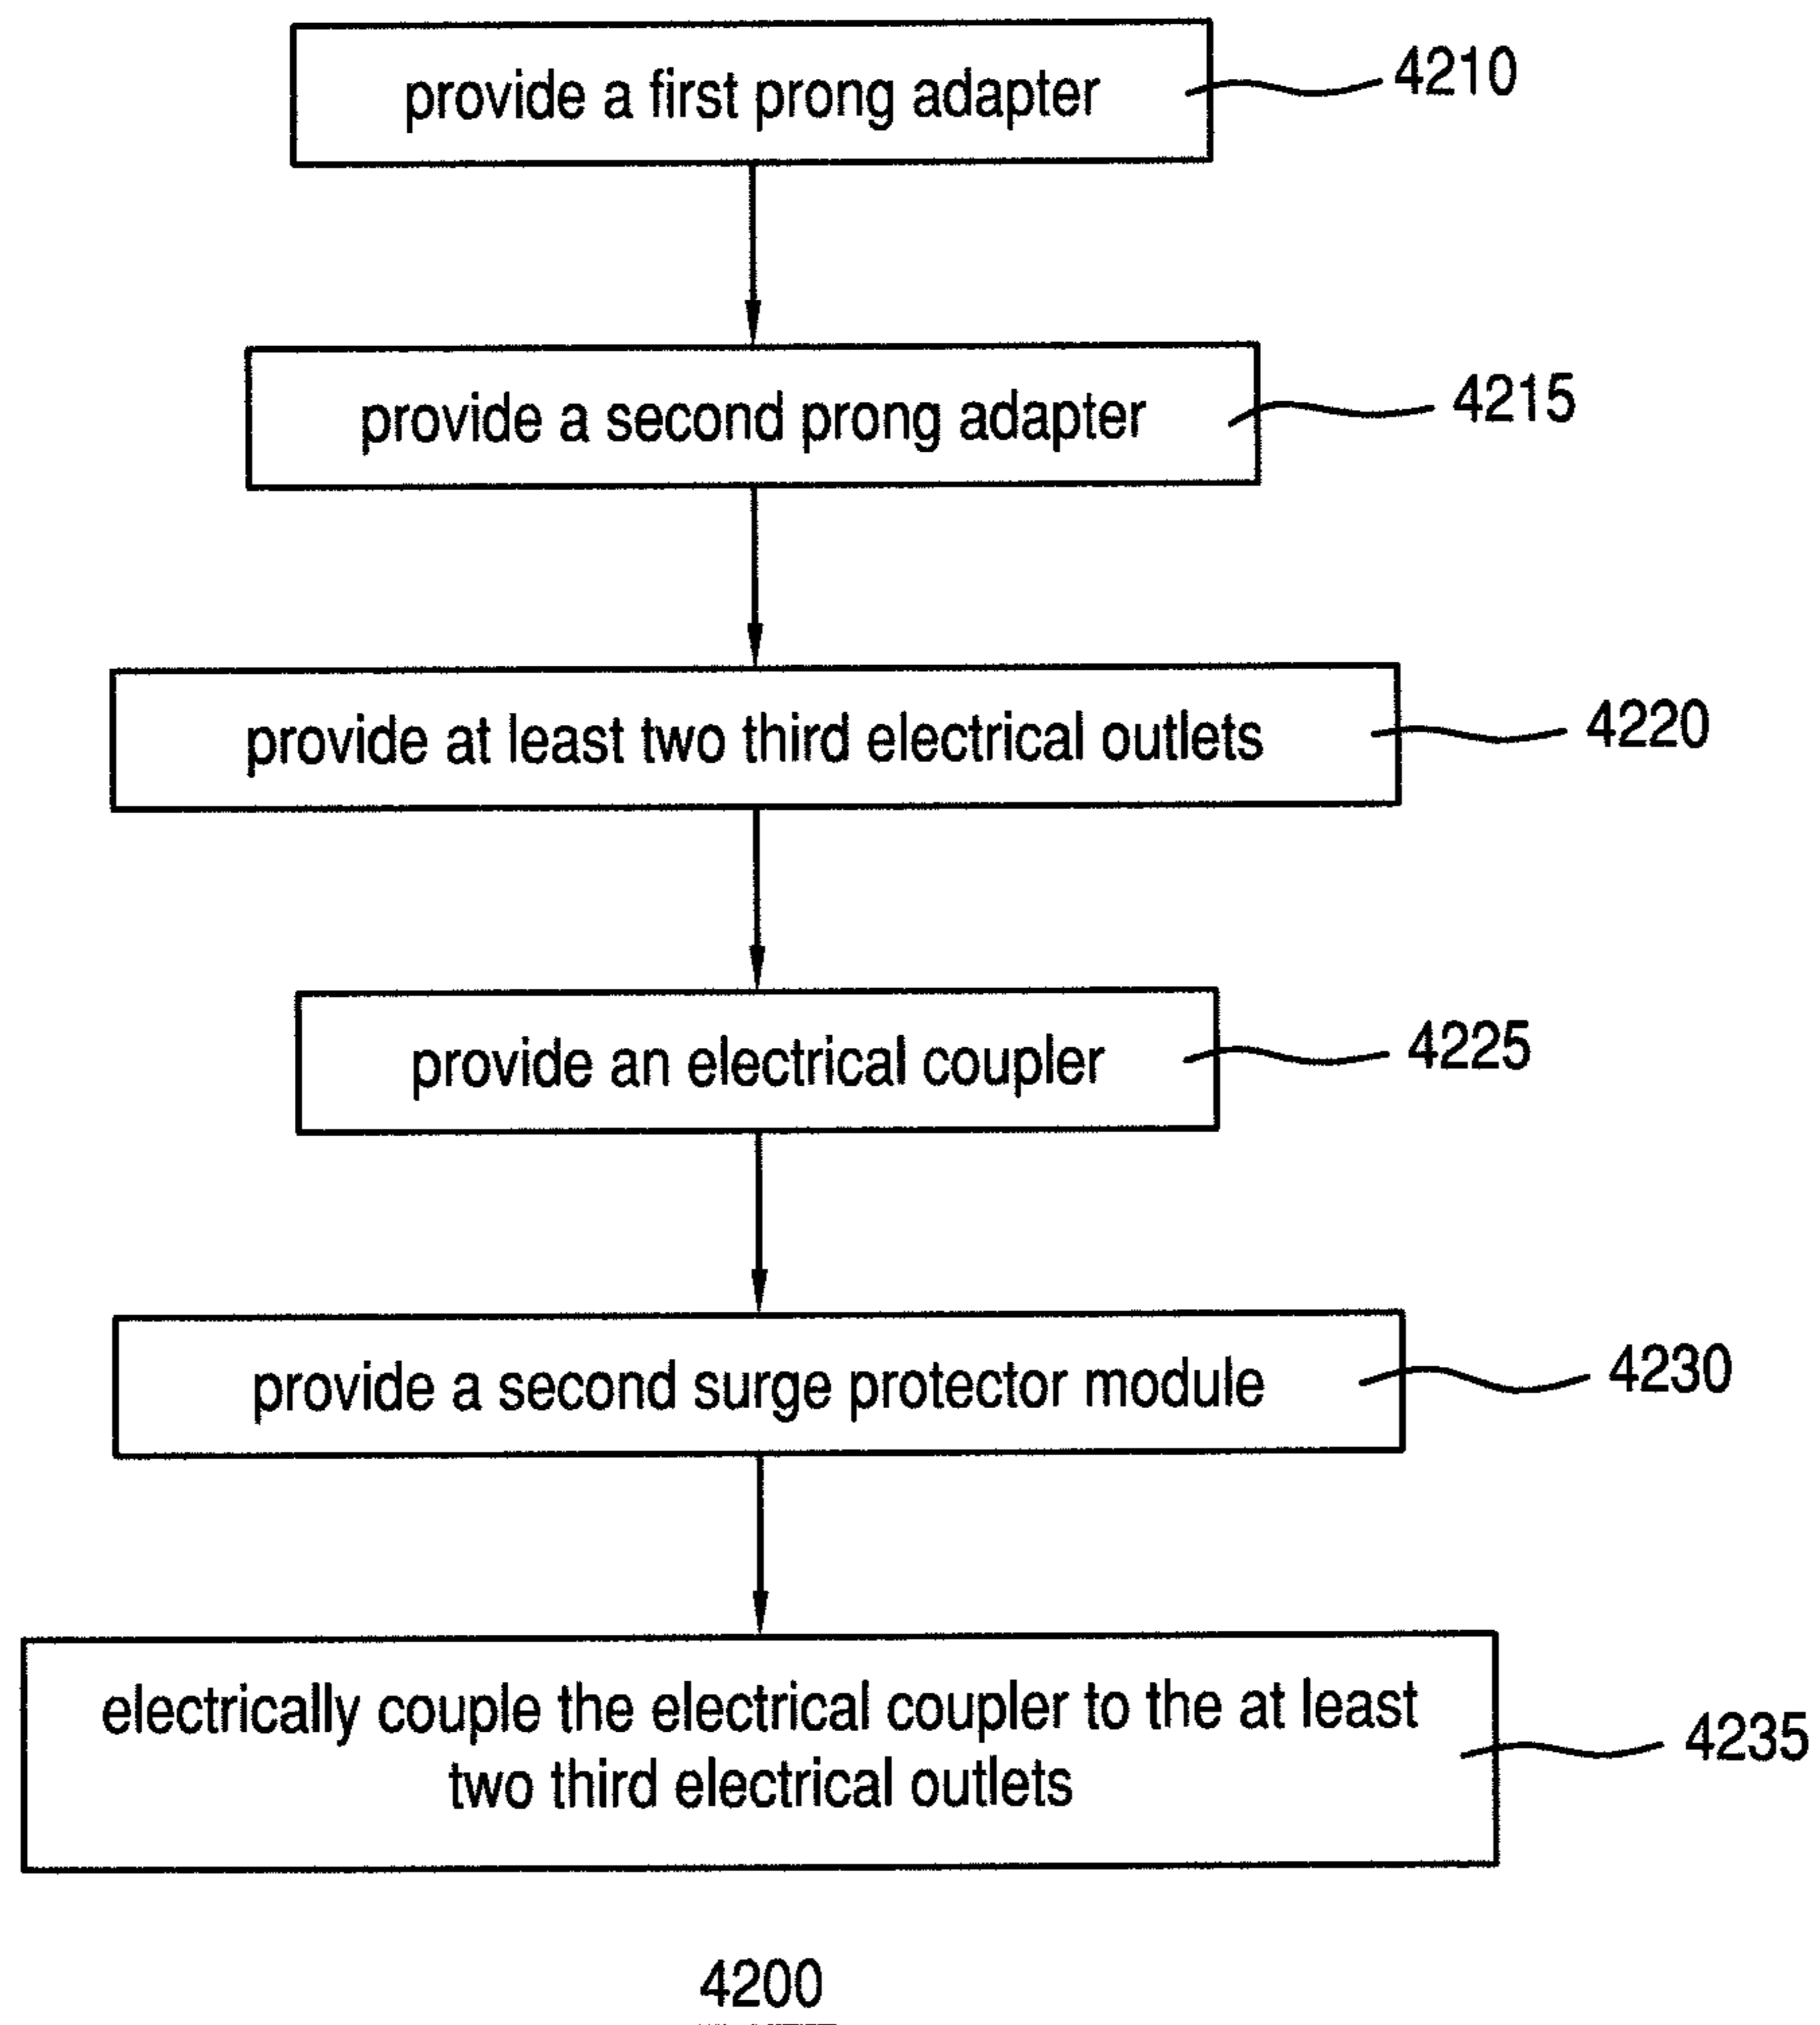 provide a first prong adapter
4210
provide a second prong adapter
4215
provide at least two third electrical outlets
4220
provide an electrical coupler
4225
provide a second surge protector module
4230
electrically couple the electrical coupler to the at least
two third electrical outlets
4235
4200